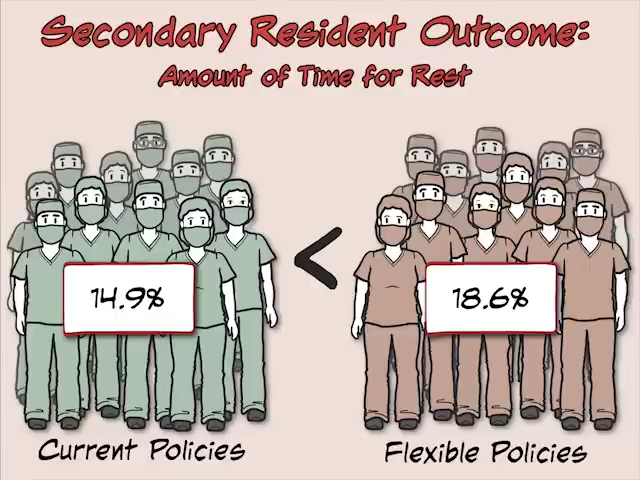 Secondary Resident Outcome:
Amount of Time for Rest
14.9%
<
18.6%
Current Policies
Flexible Policies